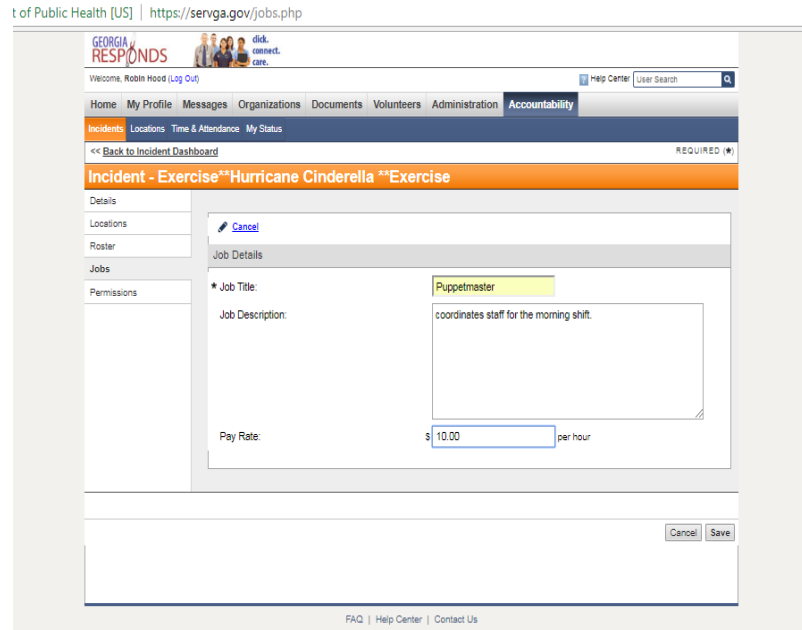 t of Public Health [US] | https://servga.gov/jobs.php
GEORGIA
RESPONDS
click.
connect.
care.
Welcome, Robin Hood (Log Out)
? Help Center User Search
Home My Profile Messages Organizations Documents Volunteers Administration Accountability
Incidents Locations Time & Attendance My Status
<< Back to Incident Dashboard REQUIRED (★)
Incident - Exercise**Hurricane Cinderella **Exercise
Details
Locations
Roster
Jobs
Permissions
Cancel
Job Details
★ Job Title: Puppetmaster
Job Description: coordinates staff for the morning shift.
Pay Rate: $ 10.00 per hour
Cancel Save
FAQ | Help Center | Contact Us